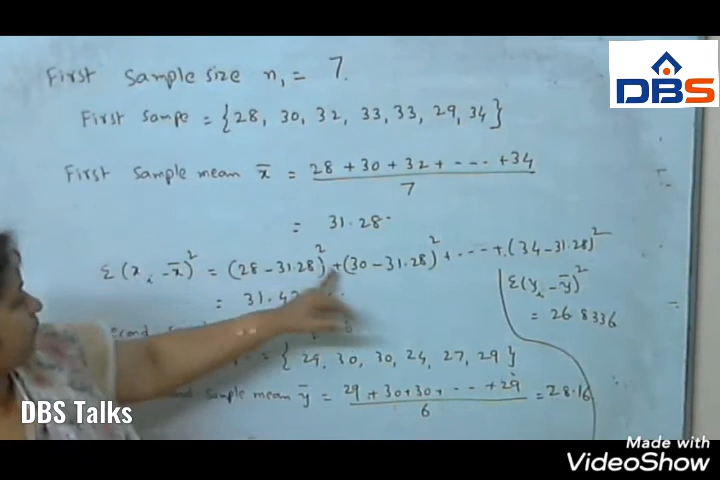 First Sample size n₁ = 7.
DBS
First sampe = {28, 30, 32, 33, 33, 29, 34}
First Sample mean x̄ = 28 + 30 + 32 + ---- + 34 / 7
= 31.28
Σ(xᵢ - x̄)² = (28 - 31.28)² + (30 - 31.28)² + ---- + (34 - 31.28)²
= 31.42
Σ(yᵢ - ȳ)² = 26.8336
= { 29, 30, 30, 24, 27, 29 }
sample mean ȳ = 29 + 30 + 30 + --- + 29 / 6 = 28.16
DBS Talks
Made with
VideoShow